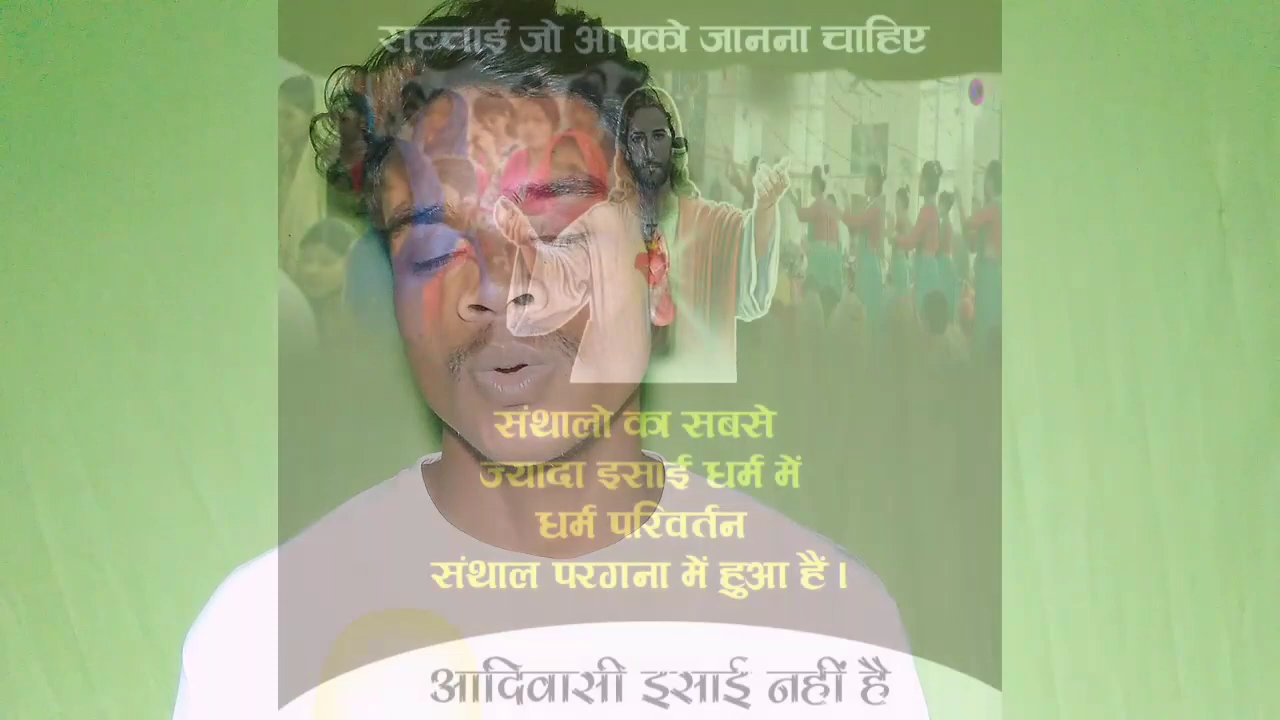 सच्चाई जो आपको जानना चाहिए
संथालो का सबसे
ज्यादा इसाई धर्म में
धर्म परिवर्तन
संथाल परगना में हुआ हैं।
आदिवासी इसाई नहीं है